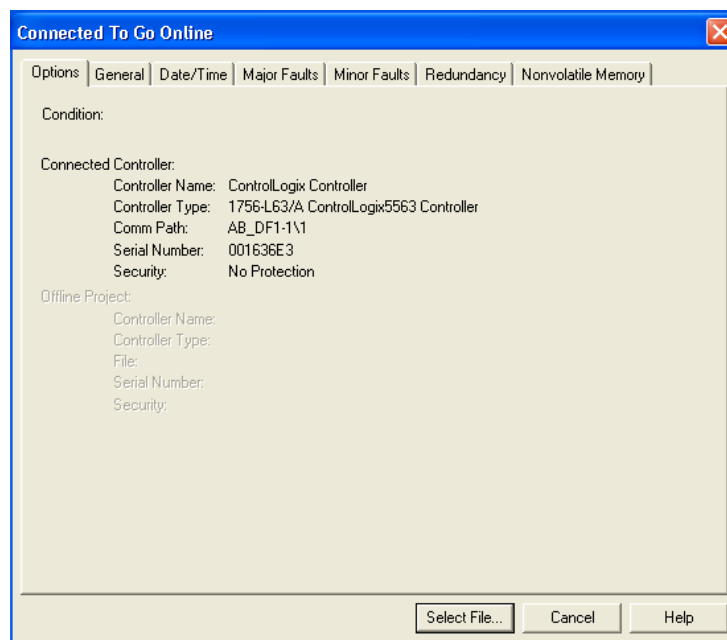 Connected To Go Online
Options General Date/Time Major Faults Minor Faults Redundancy Nonvolatile Memory
Condition:
Connected Controller:
Controller Name: ControlLogix Controller
Controller Type: 1756-L63/A ControlLogix5563 Controller
Comm Path: AB_DF1-1\1
Serial Number: 001636E3
Security: No Protection
Offline Project:
Controller Name:
Controller Type:
File:
Serial Number:
Security:
Select File... Cancel Help